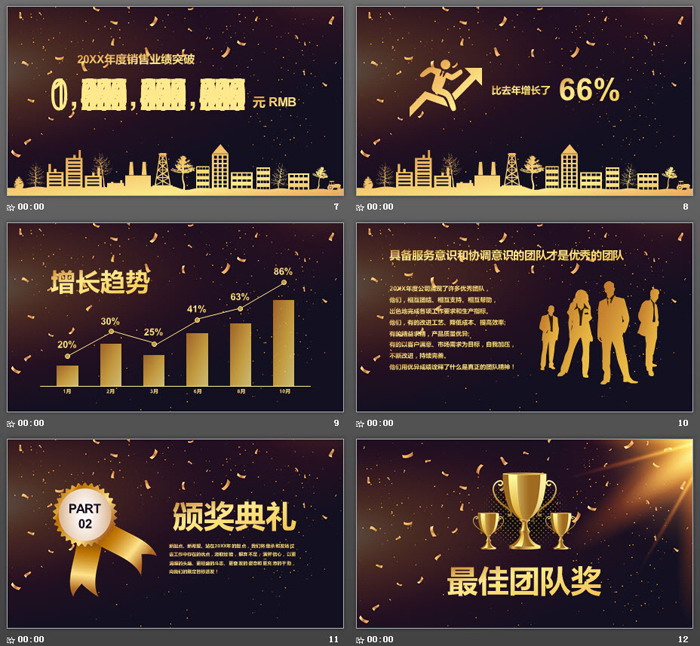 20XX年度销售业绩突破
元 RMB
00:00
7
比去年增长了 66%
00:00
8
增长趋势
20%
30%
25%
41%
63%
86%
1月
2月
3月
6月
8月
10月
00:00
9
具备服务意识和协调意识的团队才是优秀的团队
20XX年度公司涌现了许多优秀团队，
他们，相互团结、相互支持、相互帮助，
出色地完成各项工作要求和生产指标，
他们，有的改进工艺、降低成本、提高效率;
有的精益求精，产品质量优异;
有的以客户满意、市场需求为目标，自我加压，
不断改进，持续完善。
他们用优异成绩诠释了什么是真正的团队精神！
00:00
10
PART
02
颁奖典礼
00:00
11
最佳团队奖
00:00
12